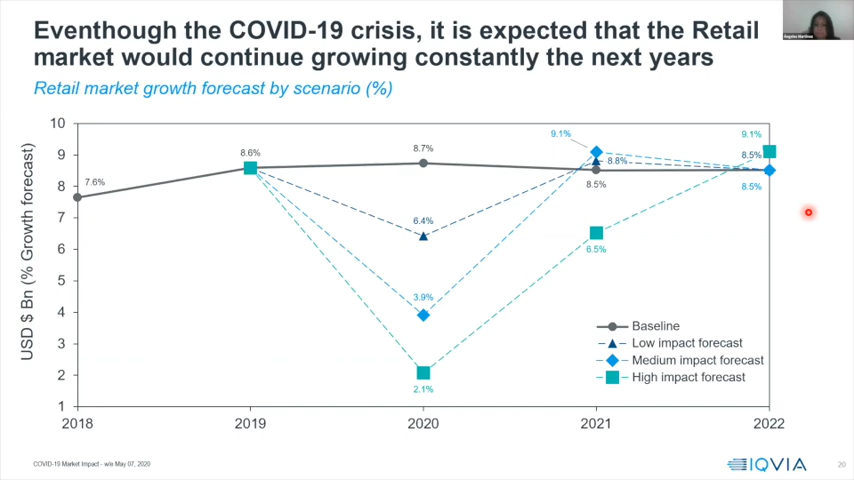 Eventhough the COVID-19 crisis, it is expected that the Retail
market would continue growing constantly the next years
Retail market growth forecast by scenario (%)
USD $ Bn (% Growth forecast)
10
9
8
7
6
5
4
3
2
1
2018
2019
2020
2021
2022
7.6%
8.6%
8.7%
8.5%
6.4%
8.8%
8.5%
3.9%
9.1%
8.5%
2.1%
6.5%
9.1%
Baseline
Low impact forecast
Medium impact forecast
High impact forecast
COVID-19 Market Impact - w/e May 07, 2020
IQVIA
20